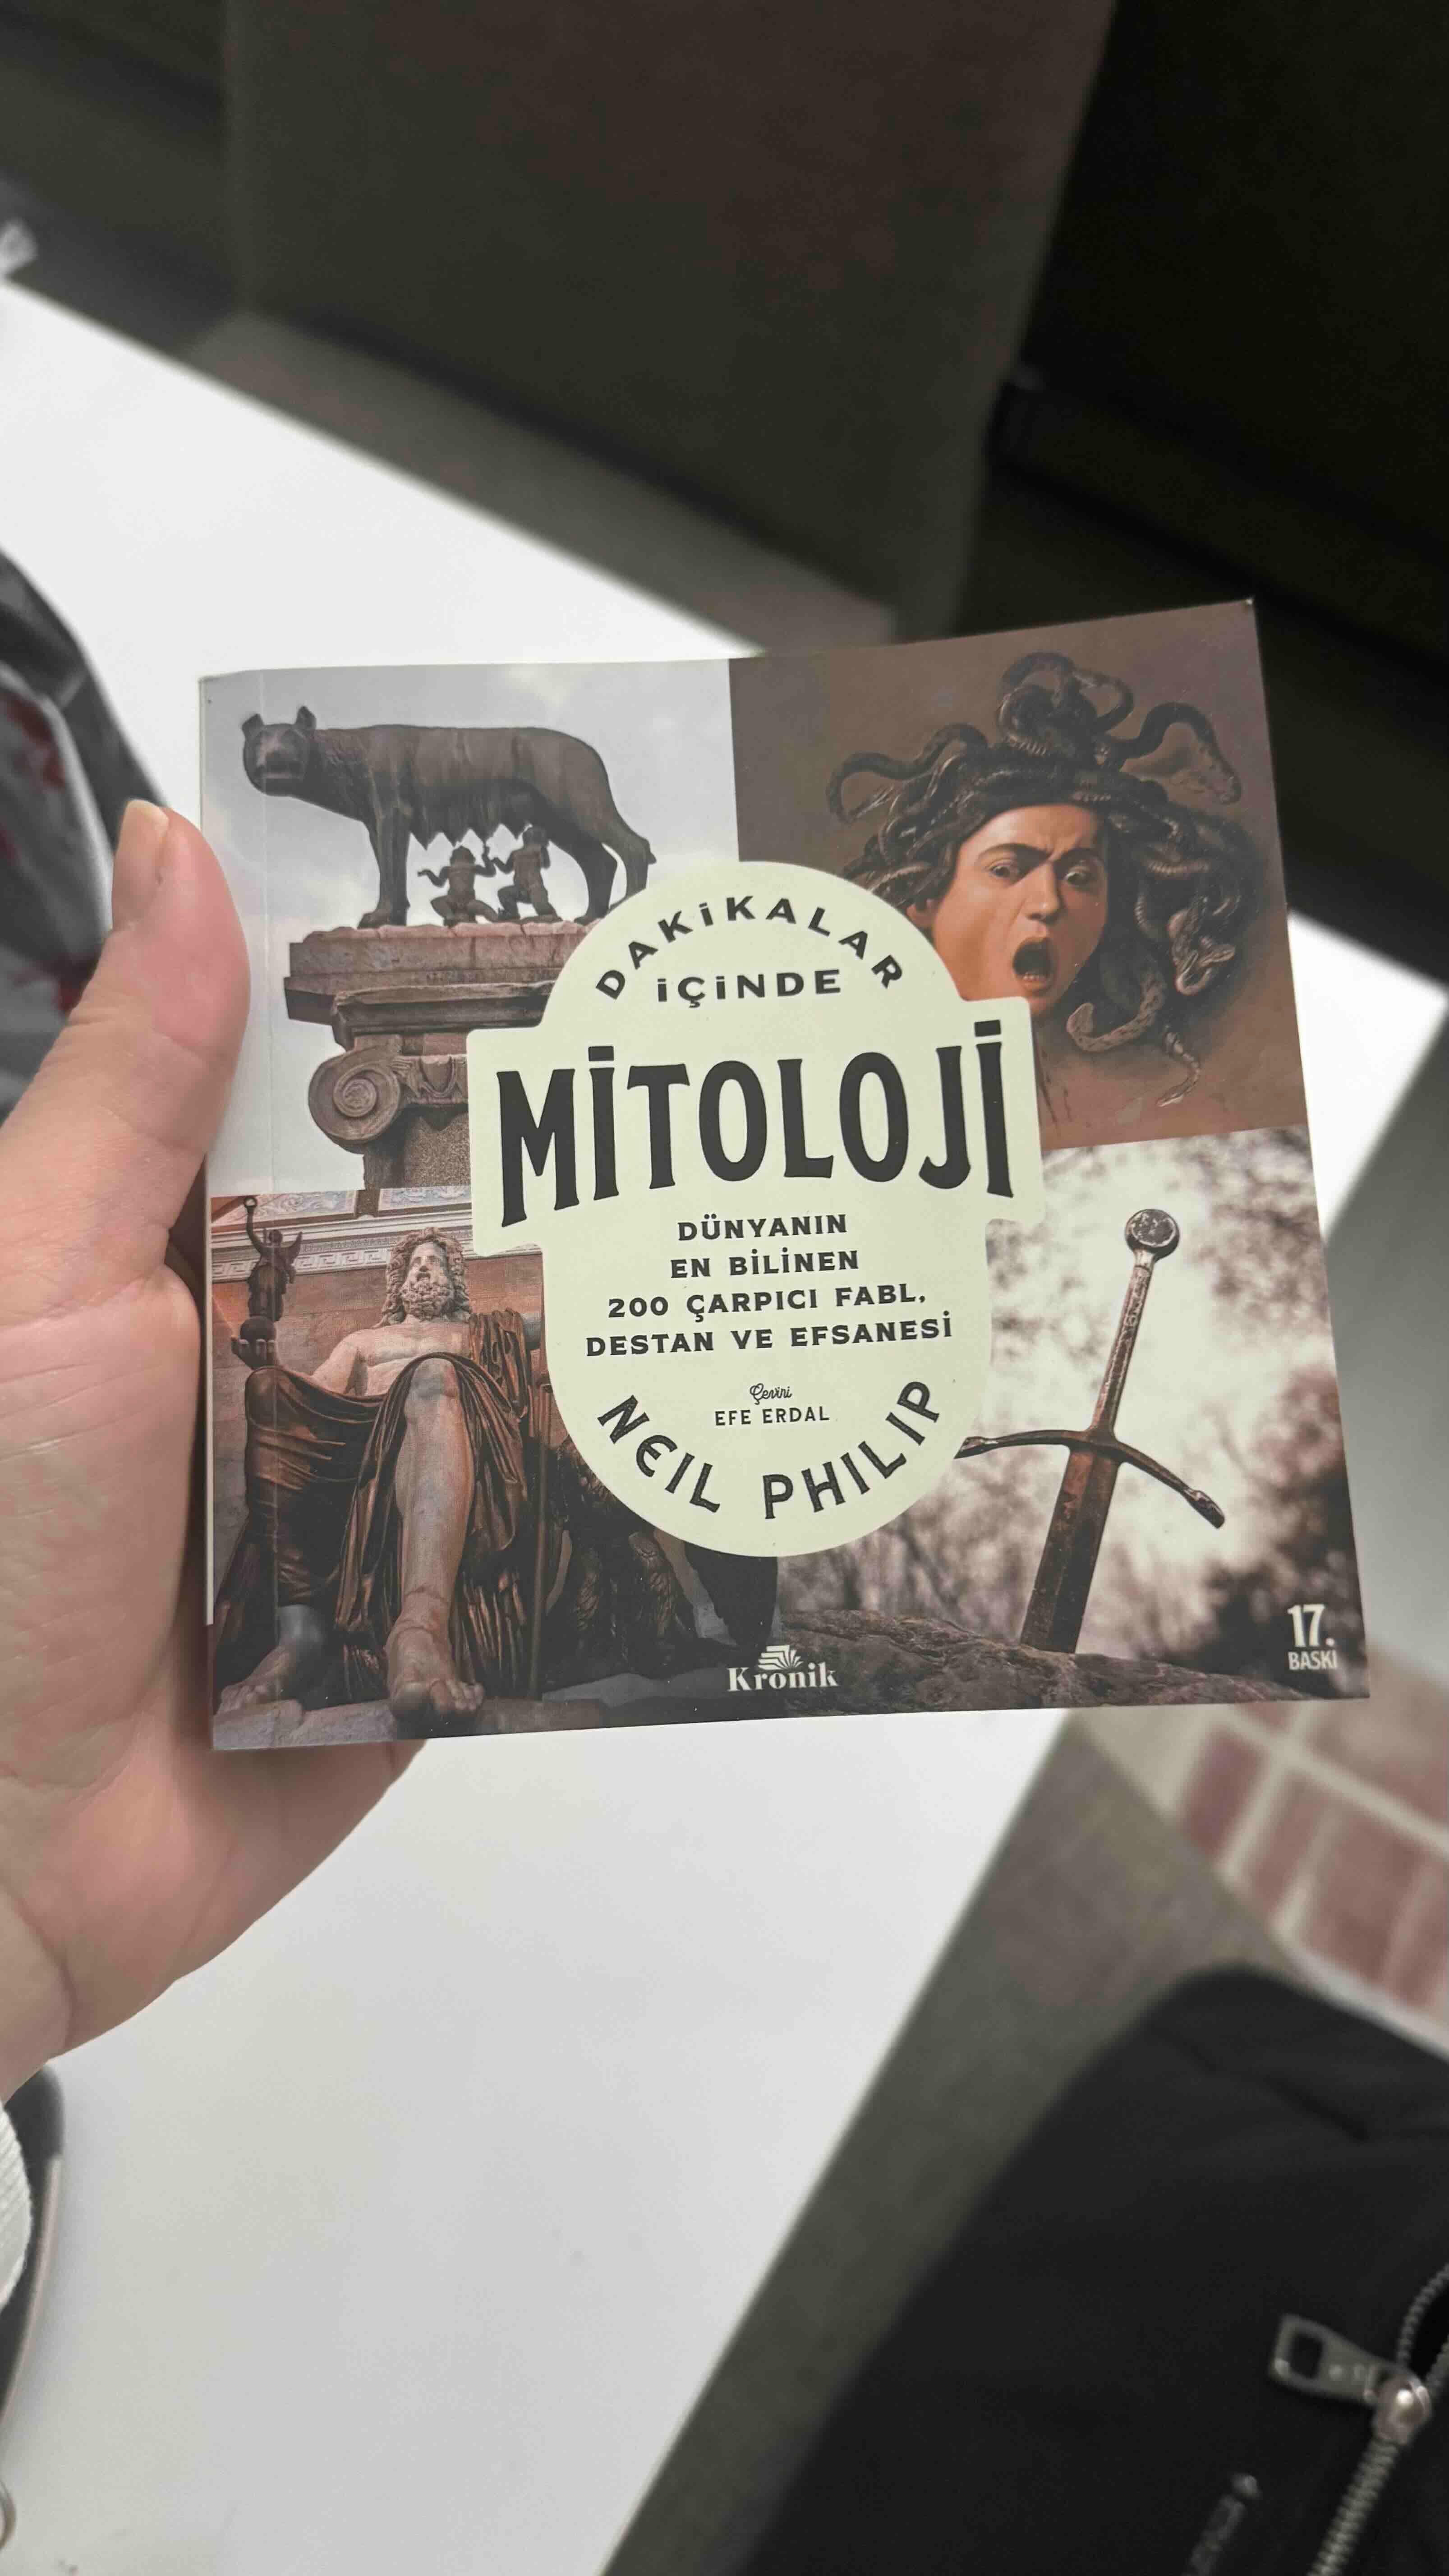 DAKİKALAR
İÇİNDE
MİTOLOJİ
DÜNYANIN
EN BİLİNEN
200 ÇARPICI FABL,
DESTAN VE EFSANESİ
Çeviri
EFE ERDAL
NEIL PHILIP
Kronik
17.
BASKI